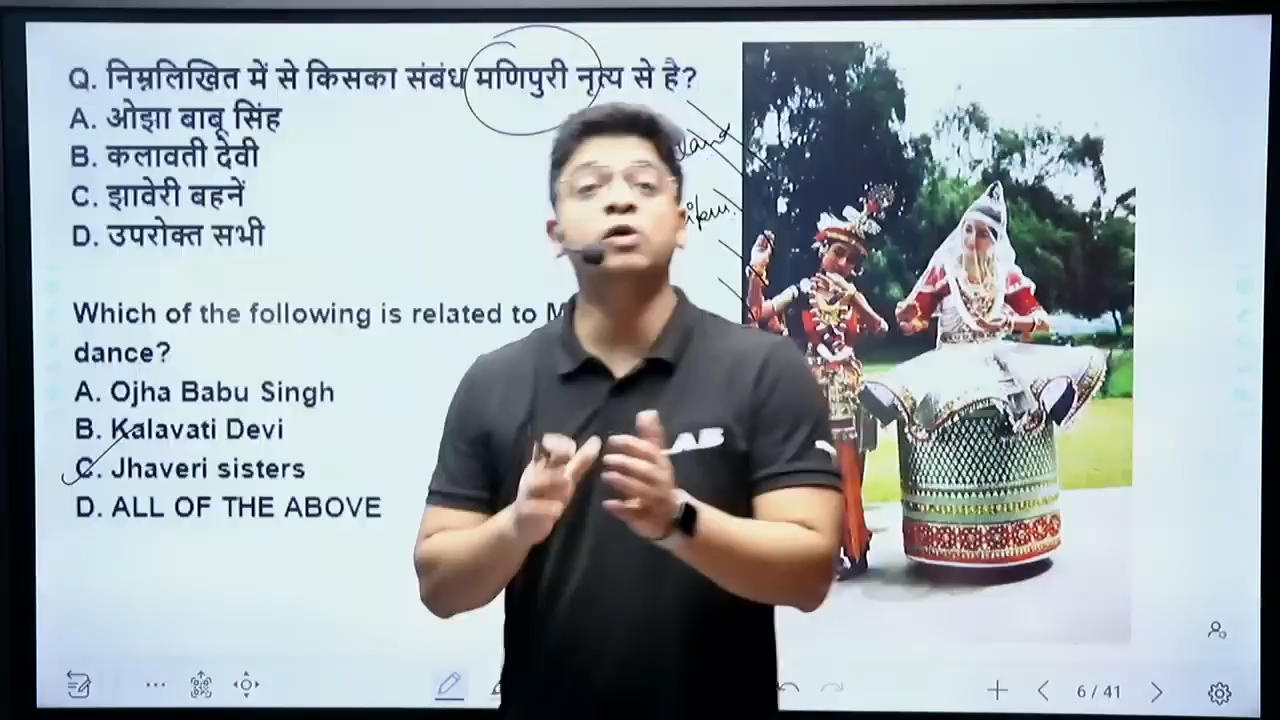 Q. निम्नलिखित में से किसका संबंध मणिपुरी नृत्य से है?
A. ओझा बाबू सिंह
B. कलावती देवी
C. झावेरी बहनें
D. उपरोक्त सभी
Which of the following is related to M
dance?
A. Ojha Babu Singh
B. Kalavati Devi
C. Jhaveri sisters
D. ALL OF THE ABOVE
AB
6 / 41